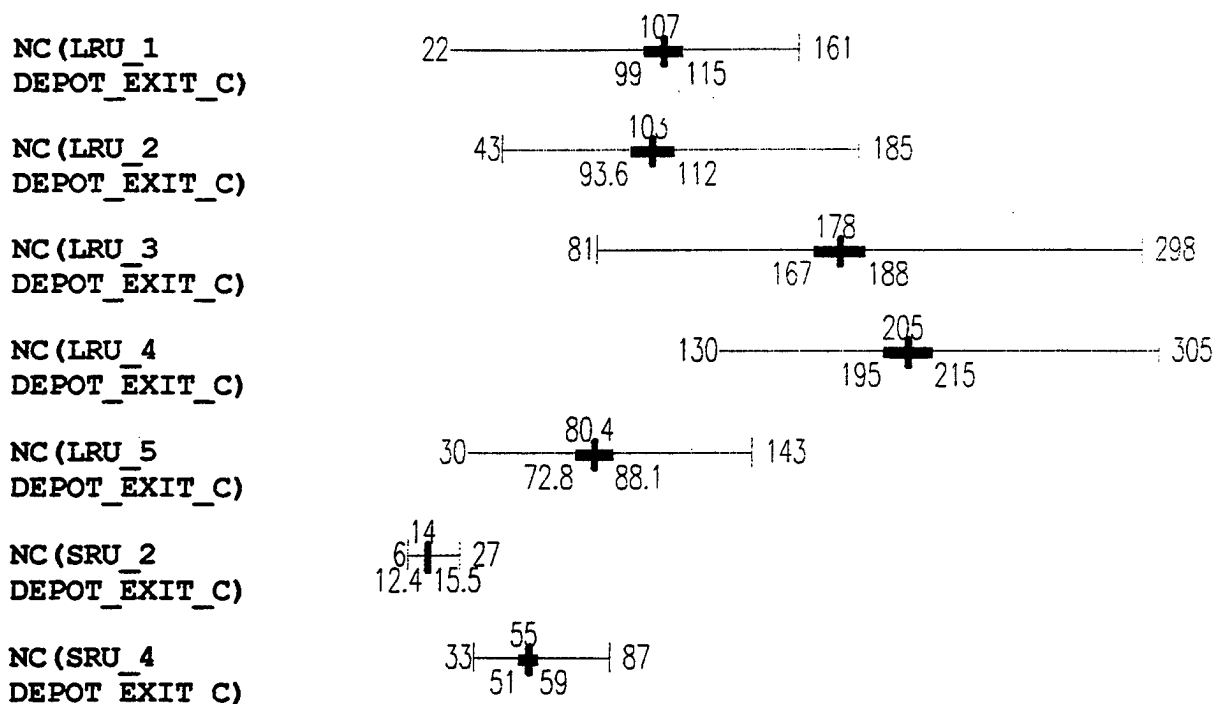 107
NC(LRU_1 22 161
DEPOT_EXIT_C) 99 115
103
NC(LRU_2 43 185
DEPOT_EXIT_C) 93.6 112
178
NC(LRU_3 81 298
DEPOT_EXIT_C) 167 188
205
NC(LRU_4 130 305
DEPOT_EXIT_C) 195 215
80.4
NC(LRU_5 30 143
DEPOT_EXIT_C) 72.8 88.1
14
NC(SRU_2 6 27
DEPOT_EXIT_C) 12.4 15.5
55
NC(SRU_4 33 87
DEPOT EXIT C) 51 59